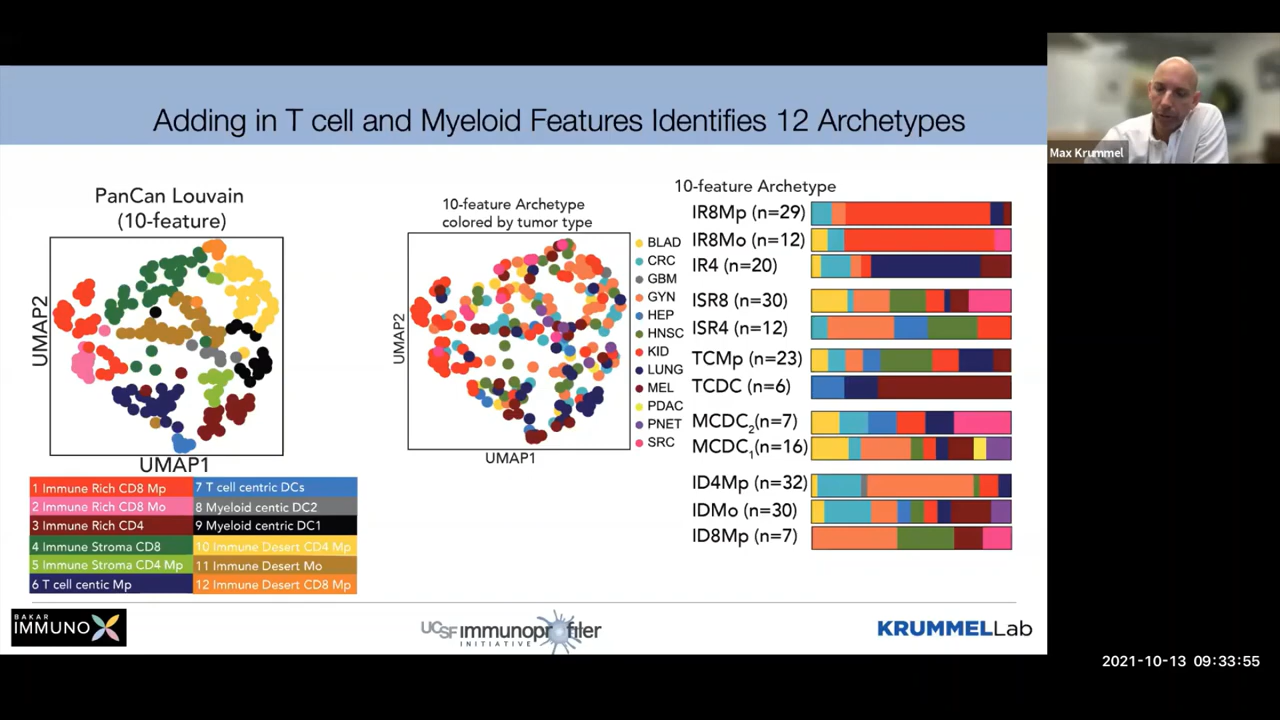 Adding in T cell and Myeloid Features Identifies 12 Archetypes
Max Krummel
PanCan Louvain
(10-feature)
UMAP2
UMAP1
1 Immune Rich CD8 Mp
2 Immune Rich CD8 Mo
3 Immune Rich CD4
4 Immune Stroma CD8
5 Immune Stroma CD4 Mp
6 T cell centic Mp
7 T cell centric DCs
8 Myeloid centic DC2
9 Myeloid centric DC1
10 Immune Desert CD4 Mp
11 Immune Desert Mo
12 Immune Desert CD8 Mp
10-feature Archetype
colored by tumor type
UMAP2
UMAP1
BLAD
CRC
GBM
GYN
HEP
HNSC
KID
LUNG
MEL
PDAC
PNET
SRC
10-feature Archetype
IR8Mp (n=29)
IR8Mo (n=12)
IR4 (n=20)
ISR8 (n=30)
ISR4 (n=12)
TCMp (n=23)
TCDC (n=6)
MCDC₂(n=7)
MCDC₁(n=16)
ID4Mp (n=32)
IDMo (n=30)
ID8Mp (n=7)
BAKAR
IMMUNO X
UCSF immunoprofiler
INITIATIVE
KRUMMELLab
2021-10-13 09:33:55